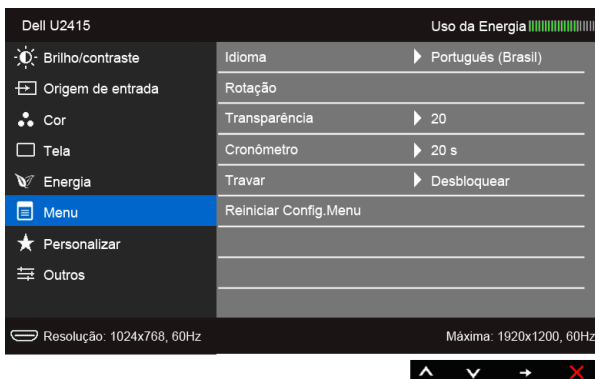 Dell U2415 Uso da Energia
Brilho/contraste Idioma Português (Brasil)
Origem de entrada Rotação
Cor Transparência 20
Tela Cronômetro 20 s
Energia Travar Desbloquear
Menu Reiniciar Config.Menu
Personalizar
Outros
Resolução: 1024x768, 60Hz Máxima: 1920x1200, 60Hz